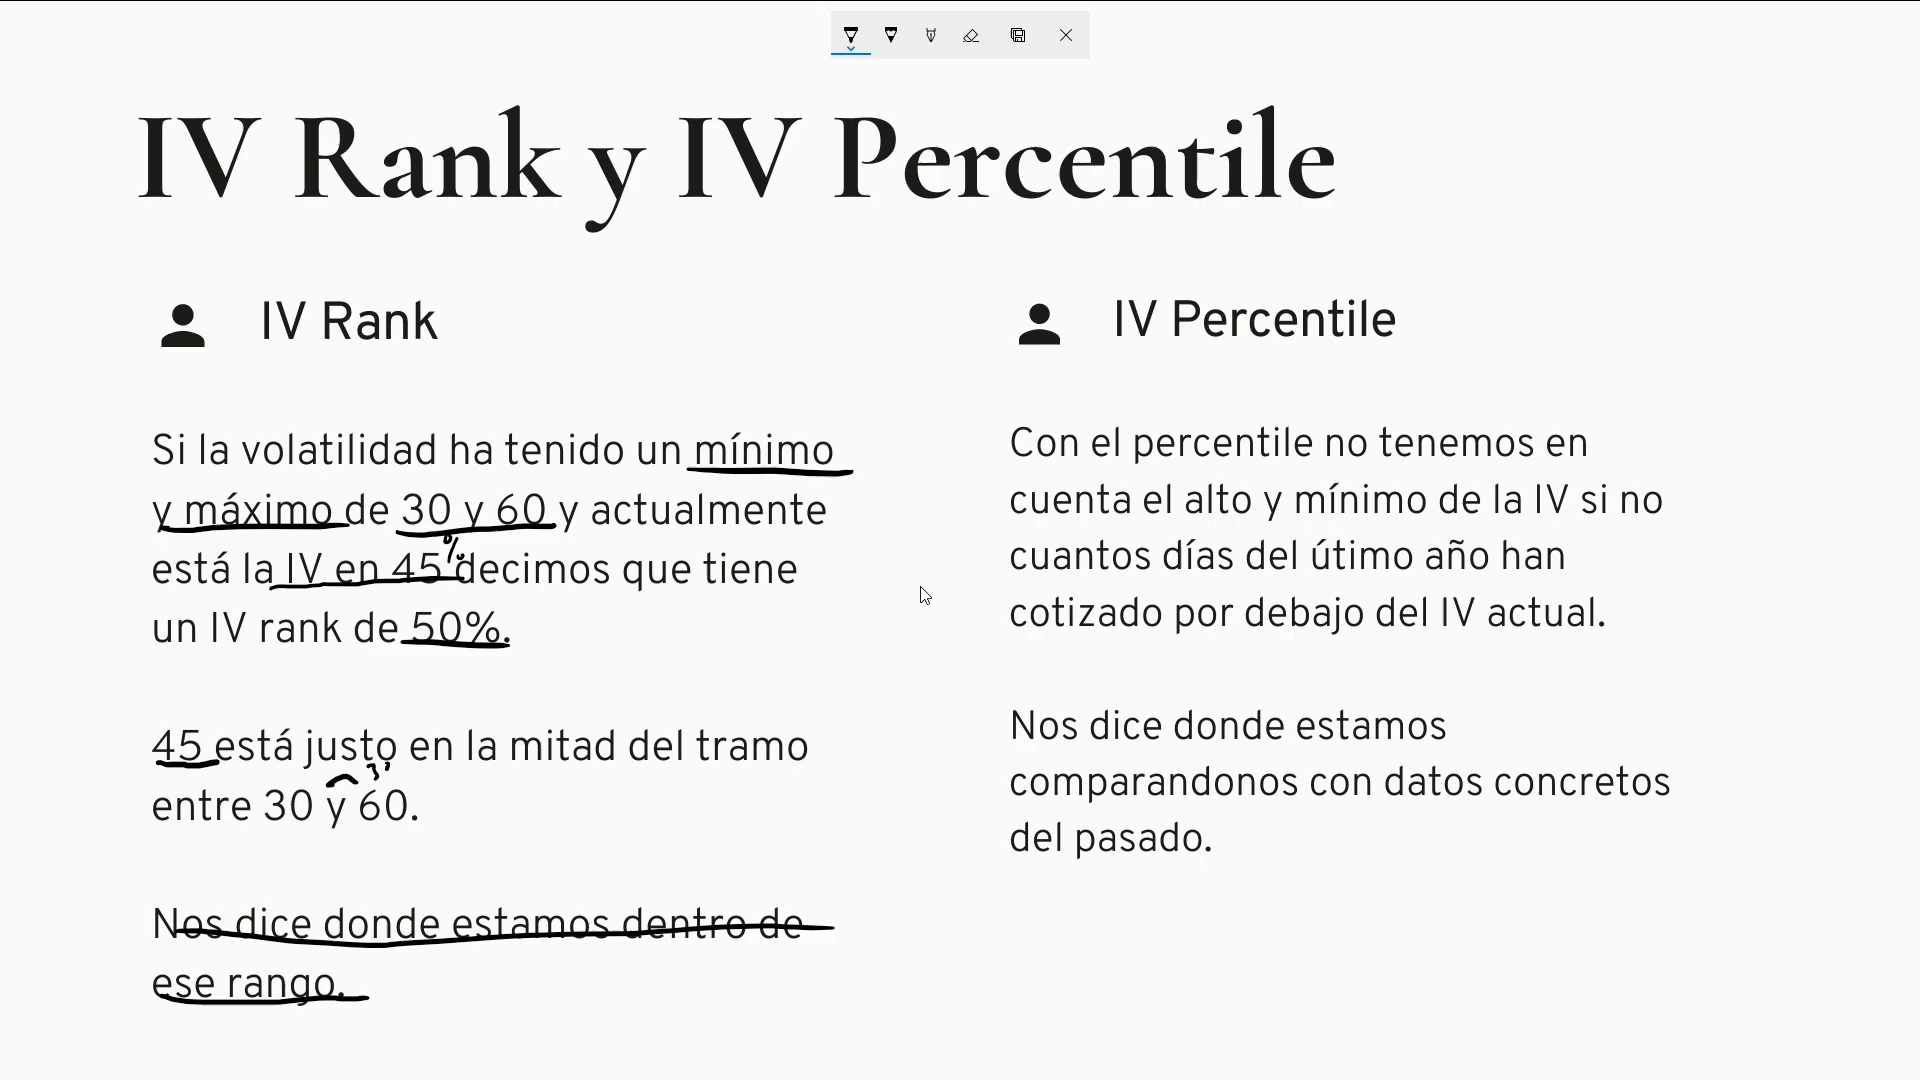 IV Rank y IV Percentile
IV Rank
Si la volatilidad ha tenido un mínimo
y máximo de 30 y 60 y actualmente
está la IV en 45 % decimos que tiene
un IV rank de 50%.
45 está justo en la mitad del tramo
entre 30 y 60.
Nos dice donde estamos dentro de
ese rango.
IV Percentile
Con el percentile no tenemos en
cuenta el alto y mínimo de la IV si no
cuantos días del útimo año han
cotizado por debajo del IV actual.
Nos dice donde estamos
comparandonos con datos concretos
del pasado.